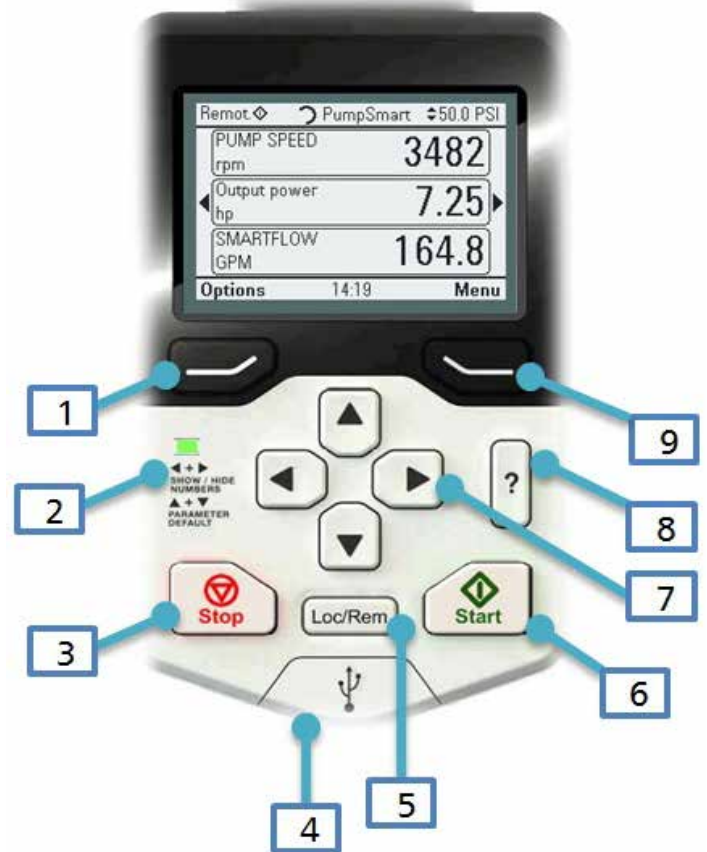 Remot. PumpSmart 50.0 PSI
PUMP SPEED
rpm
3482
Output power
hp
7.25
SMARTFLOW
GPM
164.8
Options 14:19 Menu
1
9
◄ + ►
SHOW / HIDE
NUMBERS
▲ + ▼
PARAMETER
DEFAULT
2
?
8
7
Stop
Loc/Rem
Start
3
6
5
4